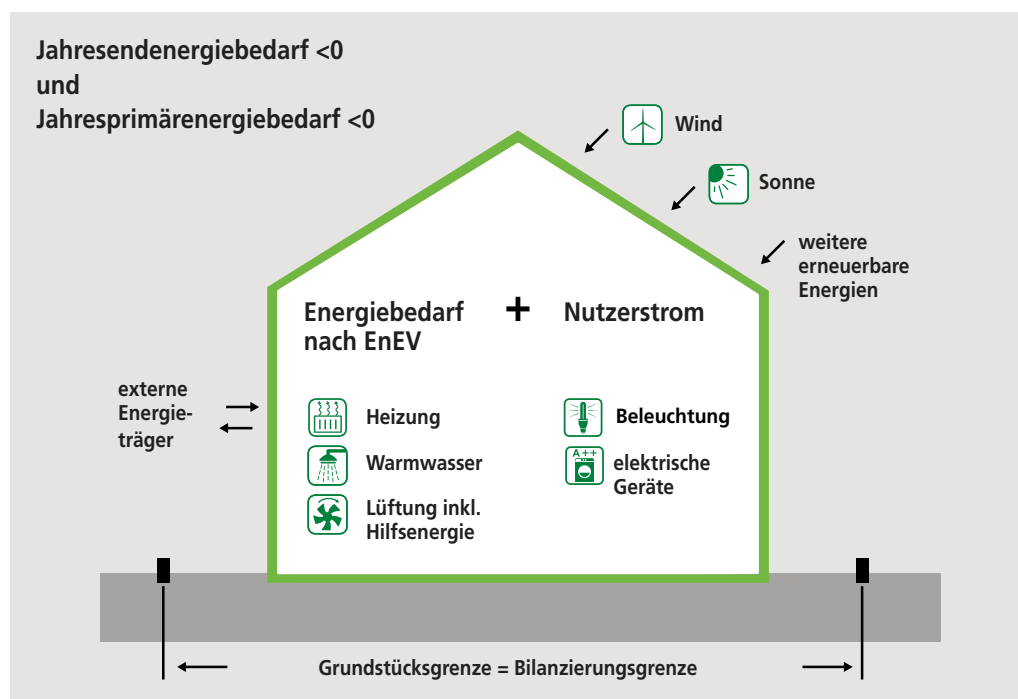 Jahresendenergiebedarf <0
und
Jahresprimärenergiebedarf <0
Wind
Sonne
weitere
erneuerbare
Energien
Energiebedarf
nach EnEV
+
Nutzerstrom
externe
Energie-
träger
Heizung
Warmwasser
Lüftung inkl.
Hilfsenergie
Beleuchtung
A++
elektrische
Geräte
Grundstücksgrenze = Bilanzierungsgrenze